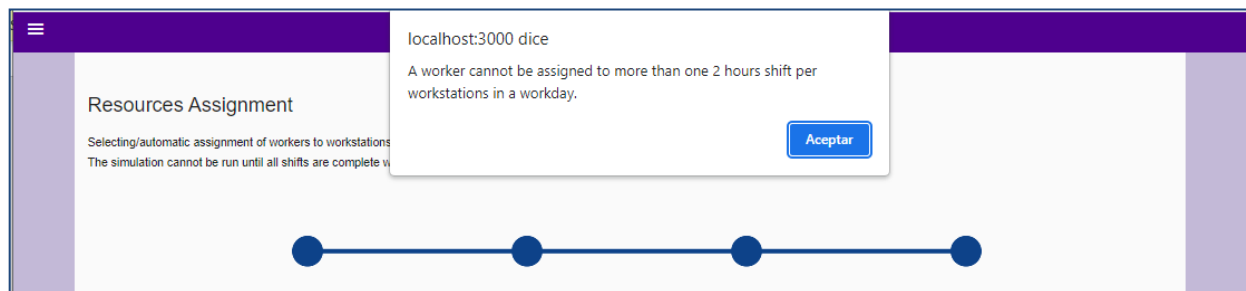 localhost:3000 dice
A worker cannot be assigned to more than one 2 hours shift per
workstations in a workday.
Aceptar
Resources Assignment
Selecting/automatic assignment of workers to workstations
The simulation cannot be run until all shifts are complete